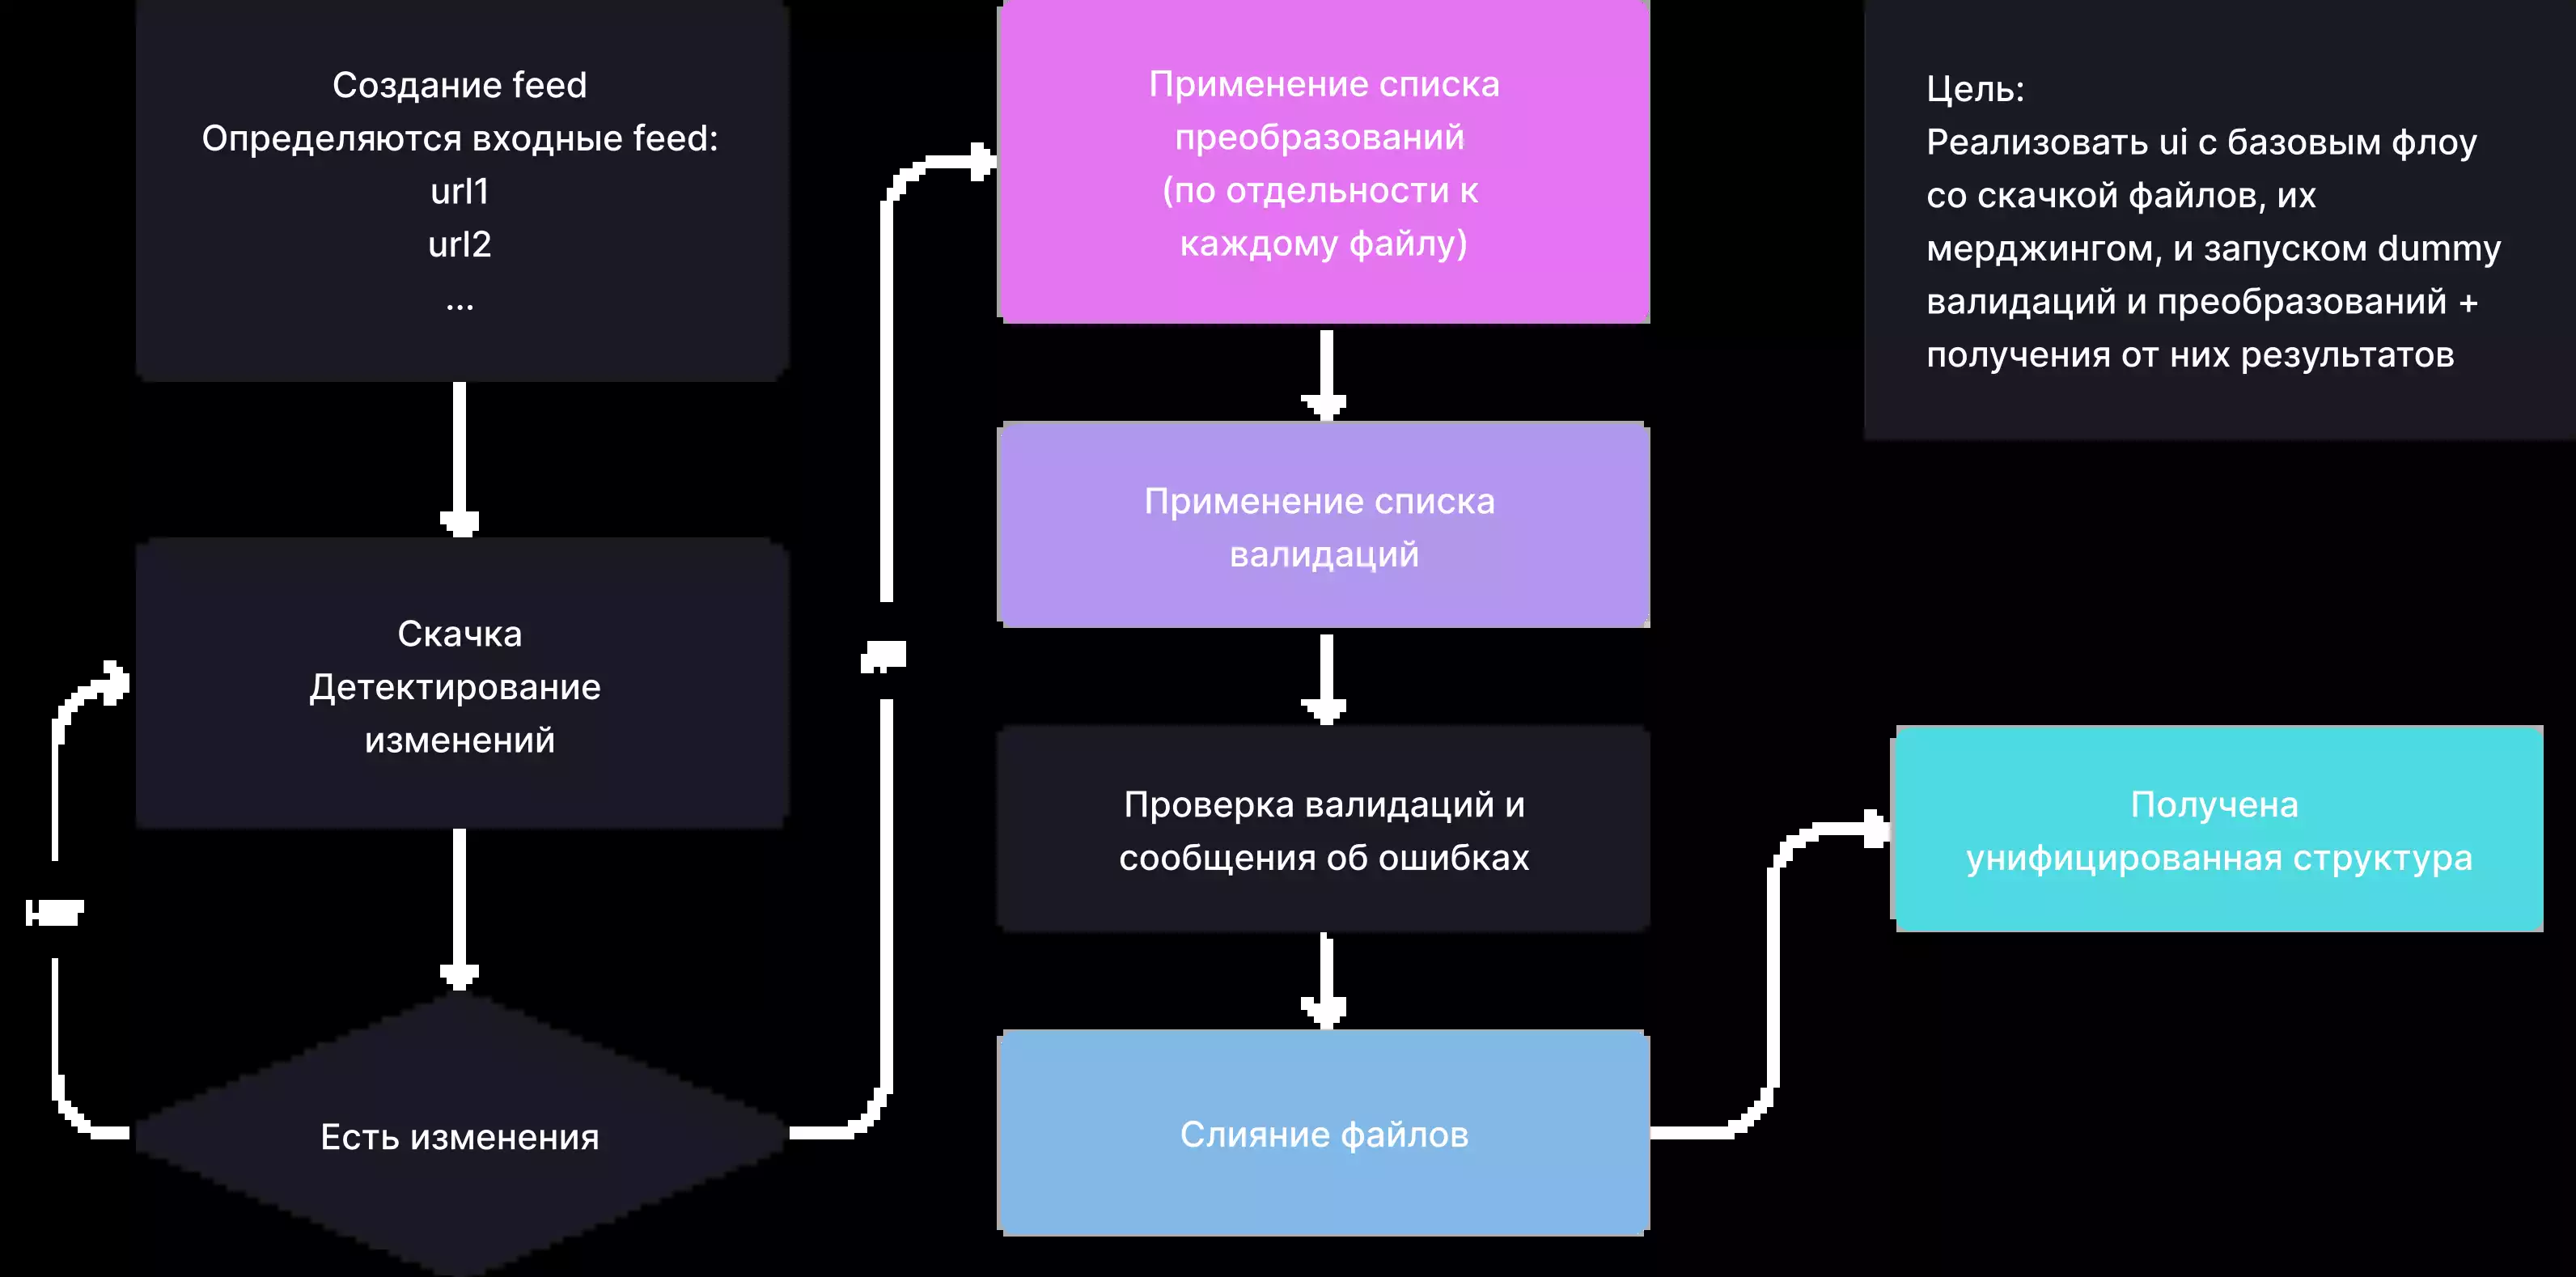 Создание feed
Определяются входные feed:
url1
url2
...
Скачка
Детектирование
изменений
Есть изменения
Применение списка
преобразований
(по отдельности к
каждому файлу)
Применение списка
валидаций
Проверка валидаций и
сообщения об ошибках
Слияние файлов
Цель:
Реализовать ui с базовым флоу
со скачкой файлов, их
мерджингом, и запуском dummy
валидаций и преобразований +
получения от них результатов
Получена
унифицированная структура